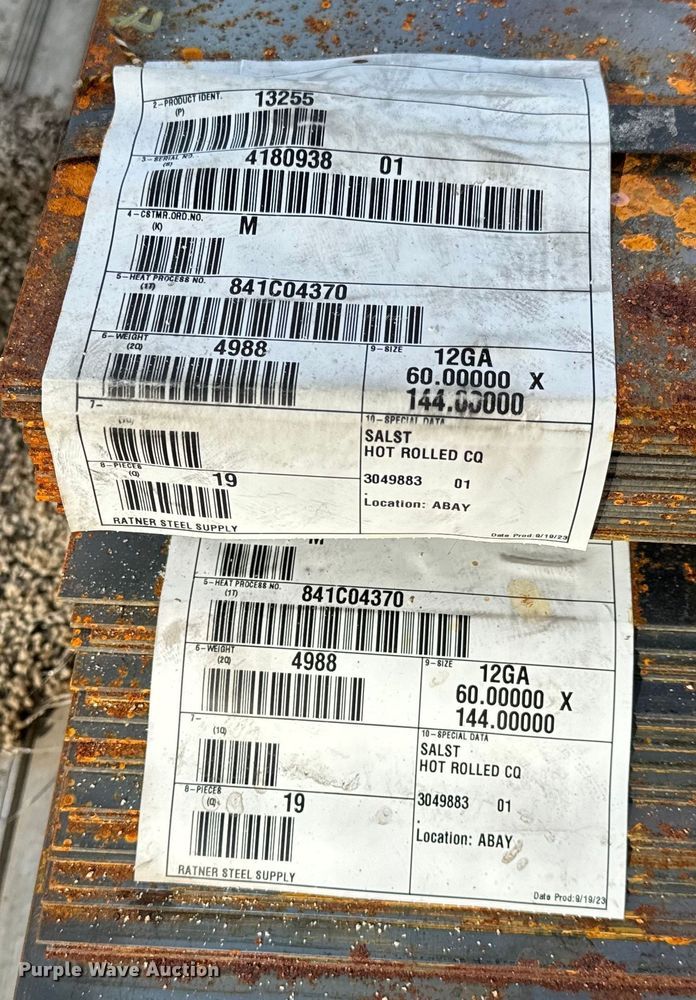 2-PRODUCT IDENT. 13255
(P)
3-SERIAL NO. 4180938 01
(S)
4-CSTMR.ORD.NO. M
(K)
5-HEAT PROCESS NO. 841C04370
(1T)
6-WEIGHT 4988
(2Q)
9-SIZE 12GA
60.00000 X
144.00000
7-
(1Q)
10-SPECIAL DATA
SALST
HOT ROLLED CQ
3049883 01
Location: ABAY
8-PIECES 19
(Q)
RATNER STEEL SUPPLY
Date Prod:9/19/23
M
5-HEAT PROCESS NO. 841C04370
(1T)
6-WEIGHT 4988
(2Q)
9-SIZE 12GA
60.00000 X
144.00000
7-
(1Q)
10-SPECIAL DATA
SALST
HOT ROLLED CQ
3049883 01
Location: ABAY
8-PIECES 19
(Q)
RATNER STEEL SUPPLY
Date Prod:9/19/23
Purple Wave Auction